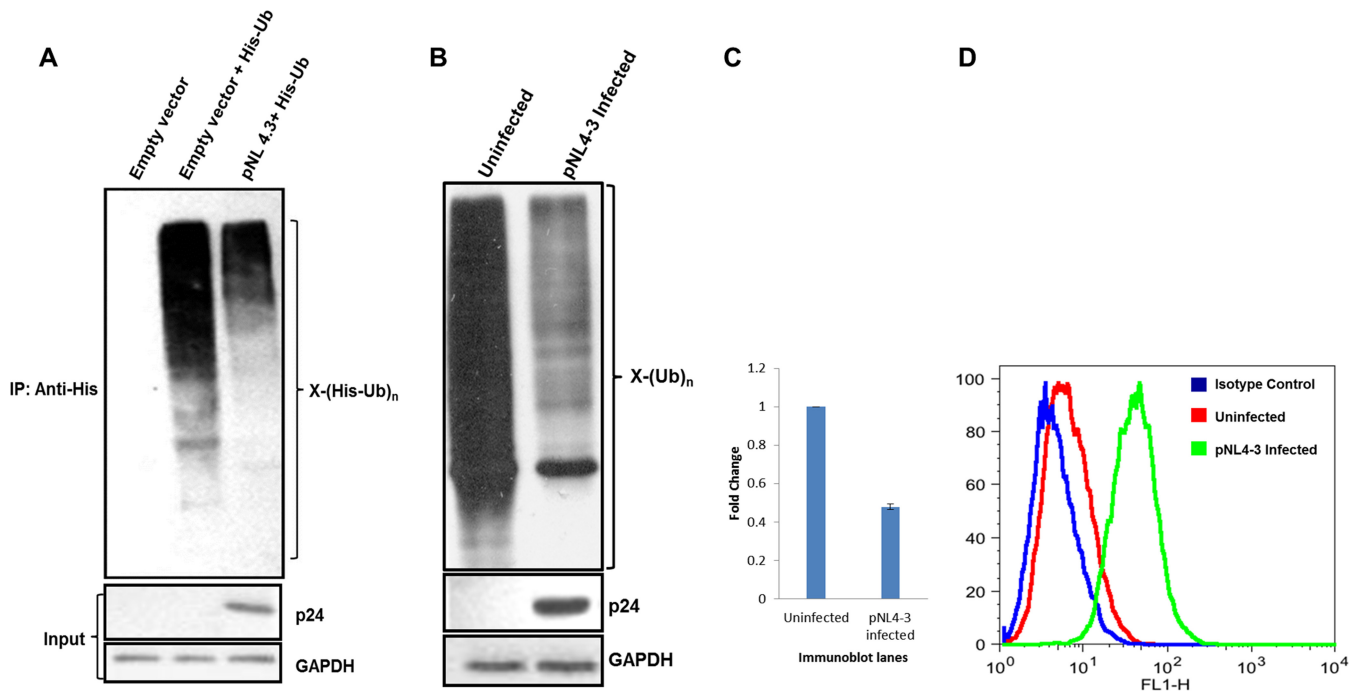 A
Empty vector
Empty vector + His-Ub
pNL 4.3+ His-Ub
IP: Anti-His
X-(His-Ub)n
Input
p24
GAPDH
B
Uninfected
pNL4-3 Infected
X-(Ub)n
p24
GAPDH
C
Fold Change
1.2
1
0.8
0.6
0.4
0.2
0
Uninfected
pNL4-3
infected
Immunoblot lanes
D
100
80
60
40
20
0
10^0
10^1
10^2
10^3
10^4
FL1-H
Isotype Control
Uninfected
pNL4-3 Infected